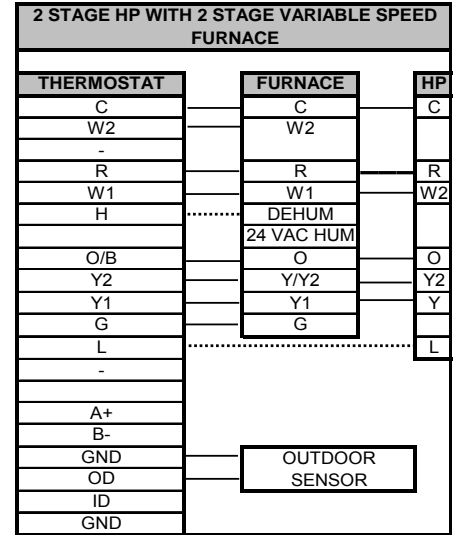 2 STAGE HP WITH 2 STAGE VARIABLE SPEED
FURNACE
THERMOSTAT FURNACE HP
C C C
W2 W2
-
R R R
W1 W1 W2
H DEHUM
24 VAC HUM
O/B O O
Y2 Y/Y2 Y2
Y1 Y1 Y
G G
L L
-
A+
B-
GND OUTDOOR
OD SENSOR
ID
GND